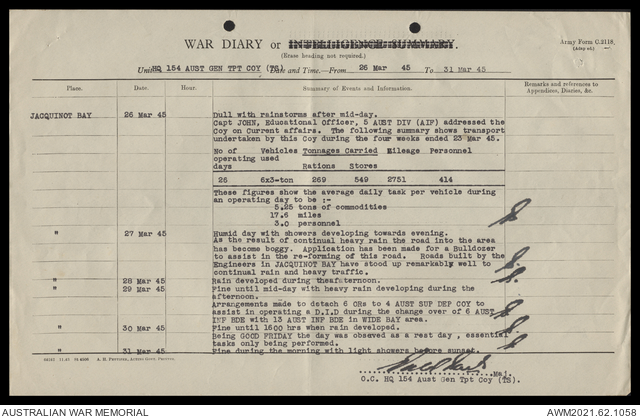 WAR DIARY or INTELLIGENCE SUMMARY.
(Erase heading not required.)
Army Form C.2118.
Unit HQ 154 AUST GEN TPT COY (TS). Date and Time.—From 26 Mar 45 To 31 Mar 45
Place. Date. Hour. Summary of Events and Information. Remarks and references to Appendices, Diaries, &c.
JACQUINOT BAY 26 Mar 45 Dull with rainstorms after mid-day.
Capt JOHN, Educational Officer, 5 AUST DIV (AIF) addressed the
Coy on Current affairs. The following summary shows transport
undertaken by this Coy during the four weeks ended 23 Mar 45.
No of Vehicles Tonnages Carried Mileage Personnel
operating used
days Rations Stores
26 6x3-ton 269 549 2751 414
These figures show the average daily task per vehicle during
an operating day to be :-
5.25 tons of commodities
17.6 miles
3.0 personnel
" 27 Mar 45 Humid day with showers developing towards evening.
As the result of continual heavy rain the road into the area
has become boggy. Application has been made for a Bulldozer
to assist in the re-forming of this road. Roads built by the
Engineers in JACQUINOT BAY have stood up remarkably well to
continual rain and heavy traffic.
" 28 Mar 45 Rain developed during the afternoon.
" 29 Mar 45 Fine until mid-day with heavy rain developing during the
afternoon.
Arrangements made to detach 6 ORs to 4 AUST SUP DEP COY to
assist in operating a D.I.D during the change over of 6 AUST
INF BDE with 13 AUST INF BDE in WIDE BAY area.
" 30 Mar 45 Fine until 1600 hrs when rain developed.
Being GOOD FRIDAY the day was obseved as a rest day , essential
tasks only being performed.
" 31 Mar 45 Fine during the morning with light showers before sunset.
Maj.
O.C. HQ 154 Aust Gen Tpt Coy (TS).
AUSTRALIAN WAR MEMORIAL
AWM2021.62.1058